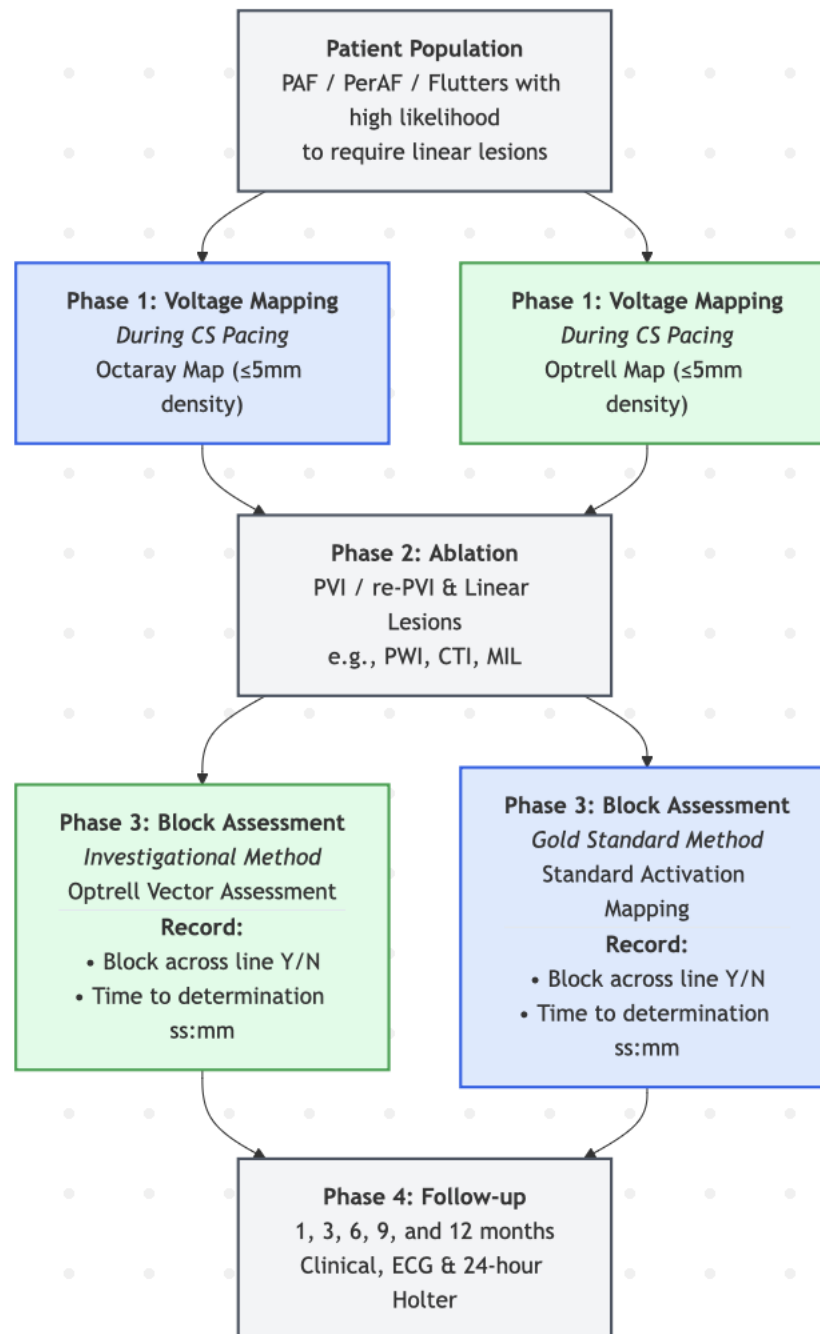 Patient Population
PAF / PerAF / Flutters with
high likelihood
to require linear lesions
Phase 1: Voltage Mapping
During CS Pacing
Octaray Map (≤5mm
density)
Phase 1: Voltage Mapping
During CS Pacing
Optrell Map (≤5mm
density)
Phase 2: Ablation
PVI / re-PVI & Linear
Lesions
e.g., PWI, CTI, MIL
Phase 3: Block Assessment
Investigational Method
Optrell Vector Assessment
Record:
• Block across line Y/N
• Time to determination
ss:mm
Phase 3: Block Assessment
Gold Standard Method
Standard Activation
Mapping
Record:
• Block across line Y/N
• Time to determination
ss:mm
Phase 4: Follow-up
1, 3, 6, 9, and 12 months
Clinical, ECG & 24-hour
Holter